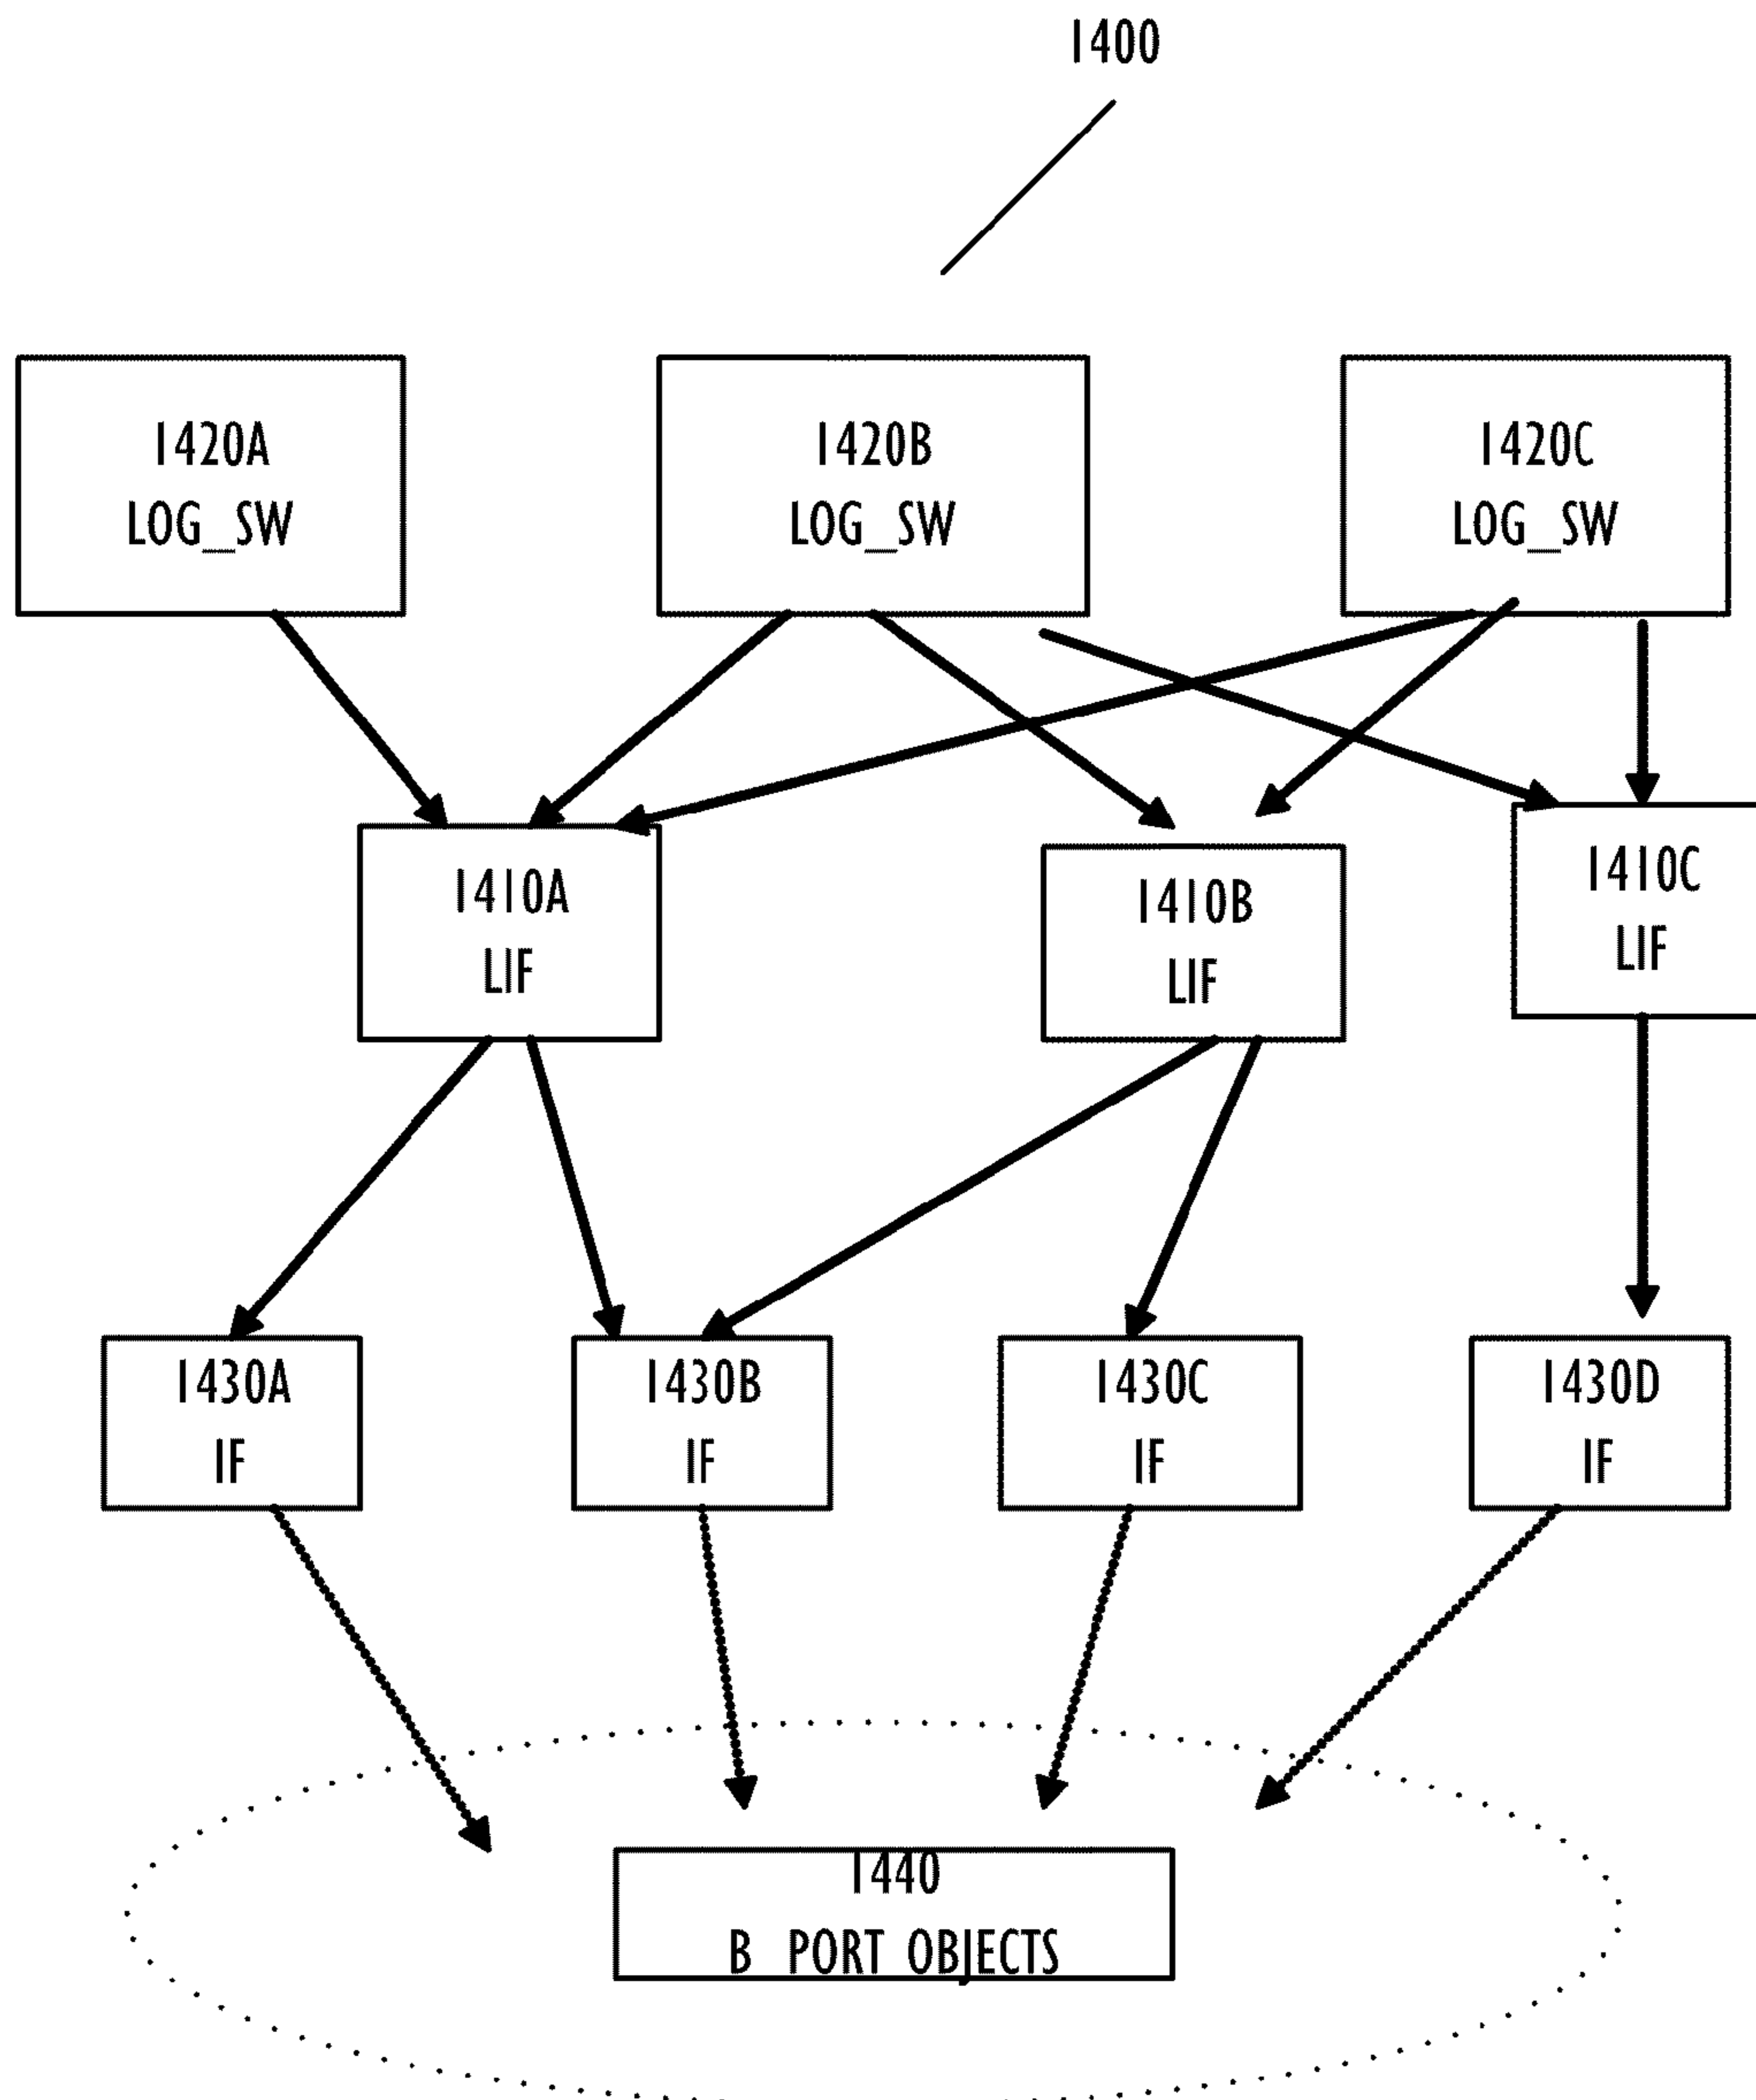 1400
1420A
LOG_SW
1420B
LOG_SW
1420C
LOG_SW
1410A
LIF
1410B
LIF
1410C
LIF
1430A
IF
1430B
IF
1430C
IF
1430D
IF
1440
B PORT OBJECTS